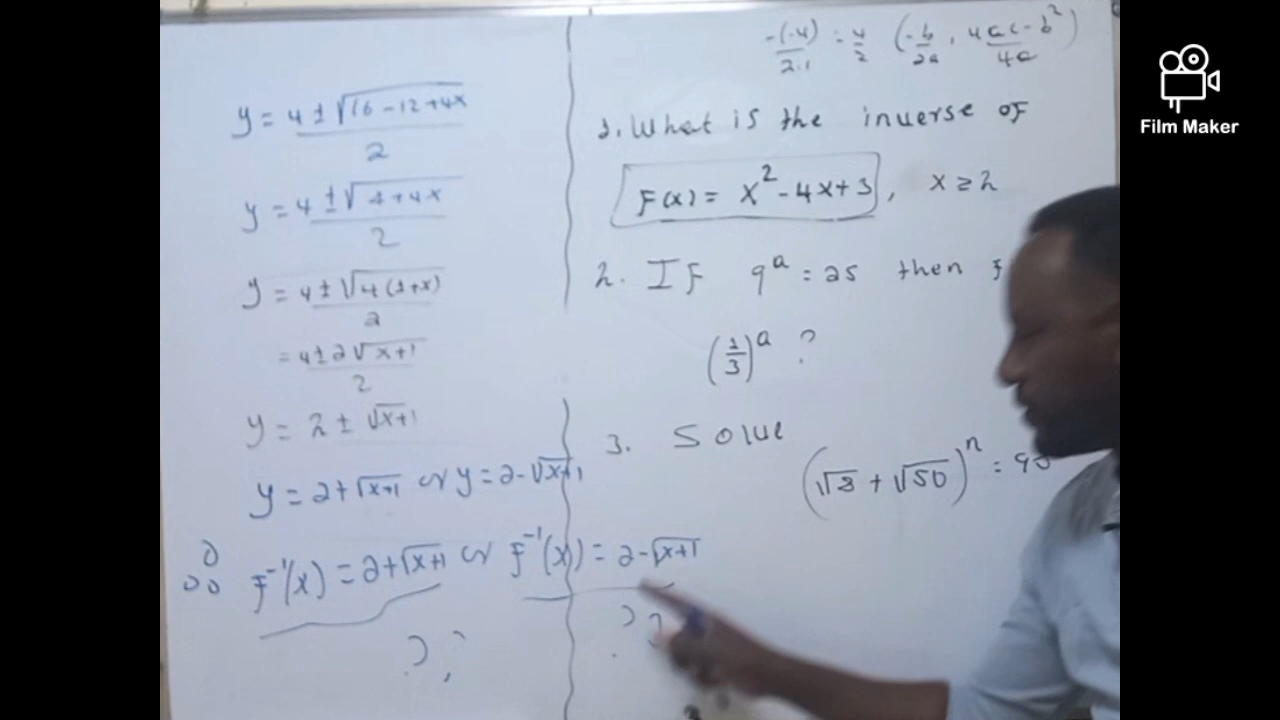 y = 4 ± √16 - 12 + 4x / 2
y = 4 ± √4 + 4x / 2
y = 4 ± √4(1+x) / 2
= 4 ± 2√x+1 / 2
y = 2 ± √x+1
y = 2 + √x+1 or y = 2 - √x+1
∴ F⁻¹(x) = 2 + √x+1 or F⁻¹(x) = 2 - √x+1
? ?
-(-4) / 2.1 = 4/2 (-b/2a, 4ac - b² / 4a)
1. What is the inverse of
F(x) = x² - 4x + 3, x ≥ 2
2. IF 9ᵃ = 25 then
(1/3)ᵃ ?
3. Solve
(√8 + √50)ⁿ = 98
Film Maker